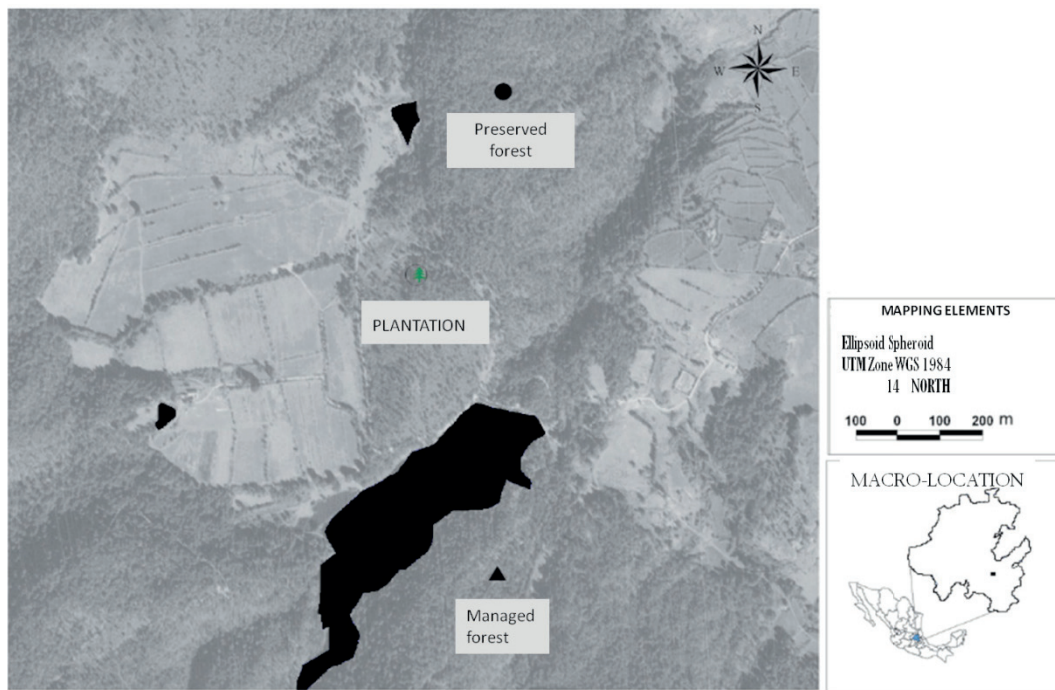 N
W E
S
Preserved
forest
PLANTATION
Managed
forest
MAPPING ELEMENTS
Ellipsoid Spheroid
UTM Zone WGS 1984
14 NORTH
100 0 100 200 m
MACRO-LOCATION